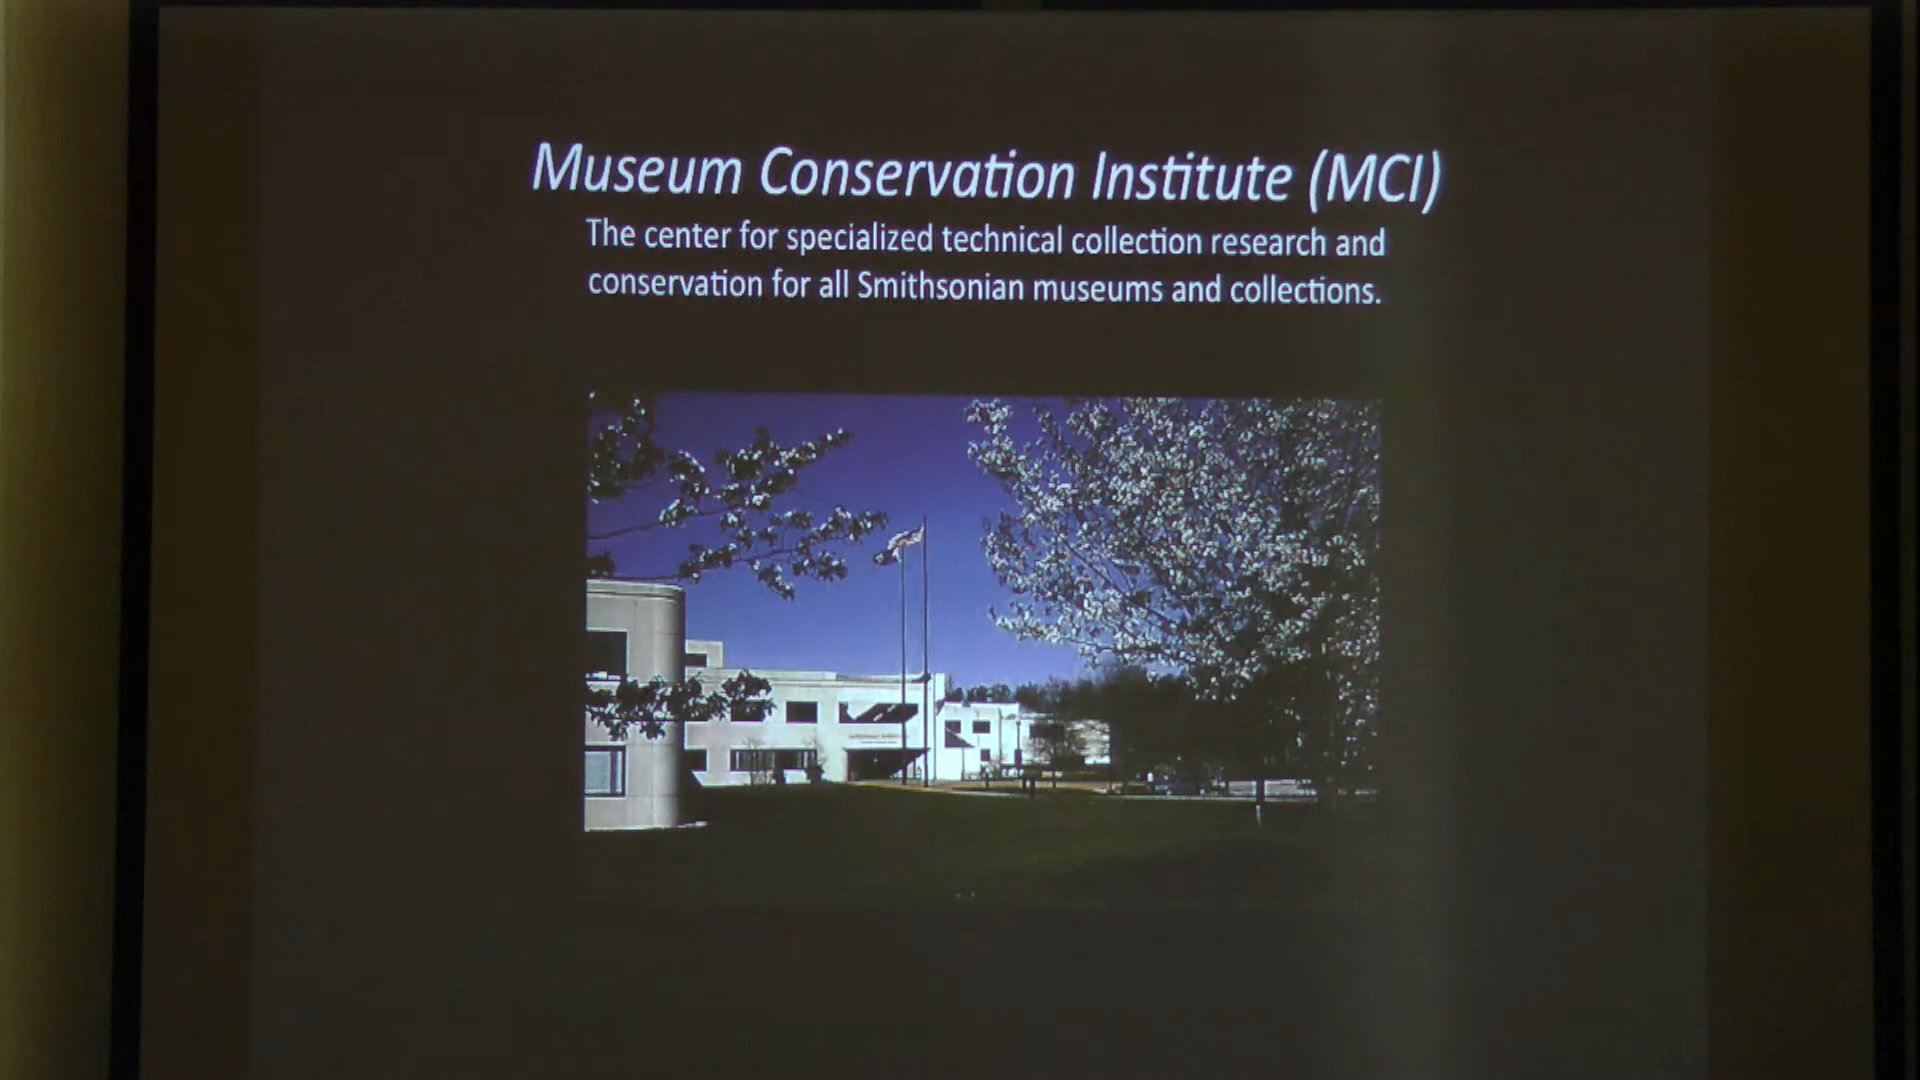 Museum Conservation Institute (MCI)
The center for specialized technical collection research and
conservation for all Smithsonian museums and collections.